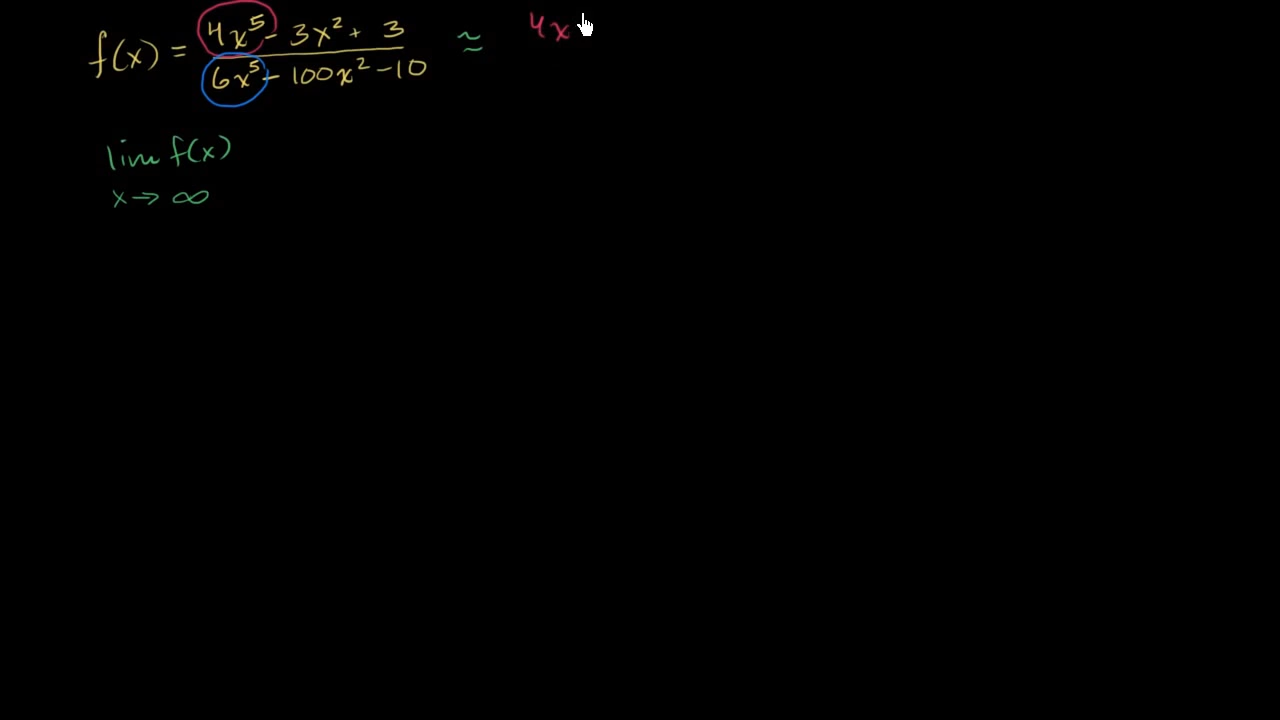 f(x) = 4x⁵ - 3x² + 3 ≈ 4x
6x⁵ - 100x² - 10
lim f(x)
x → ∞